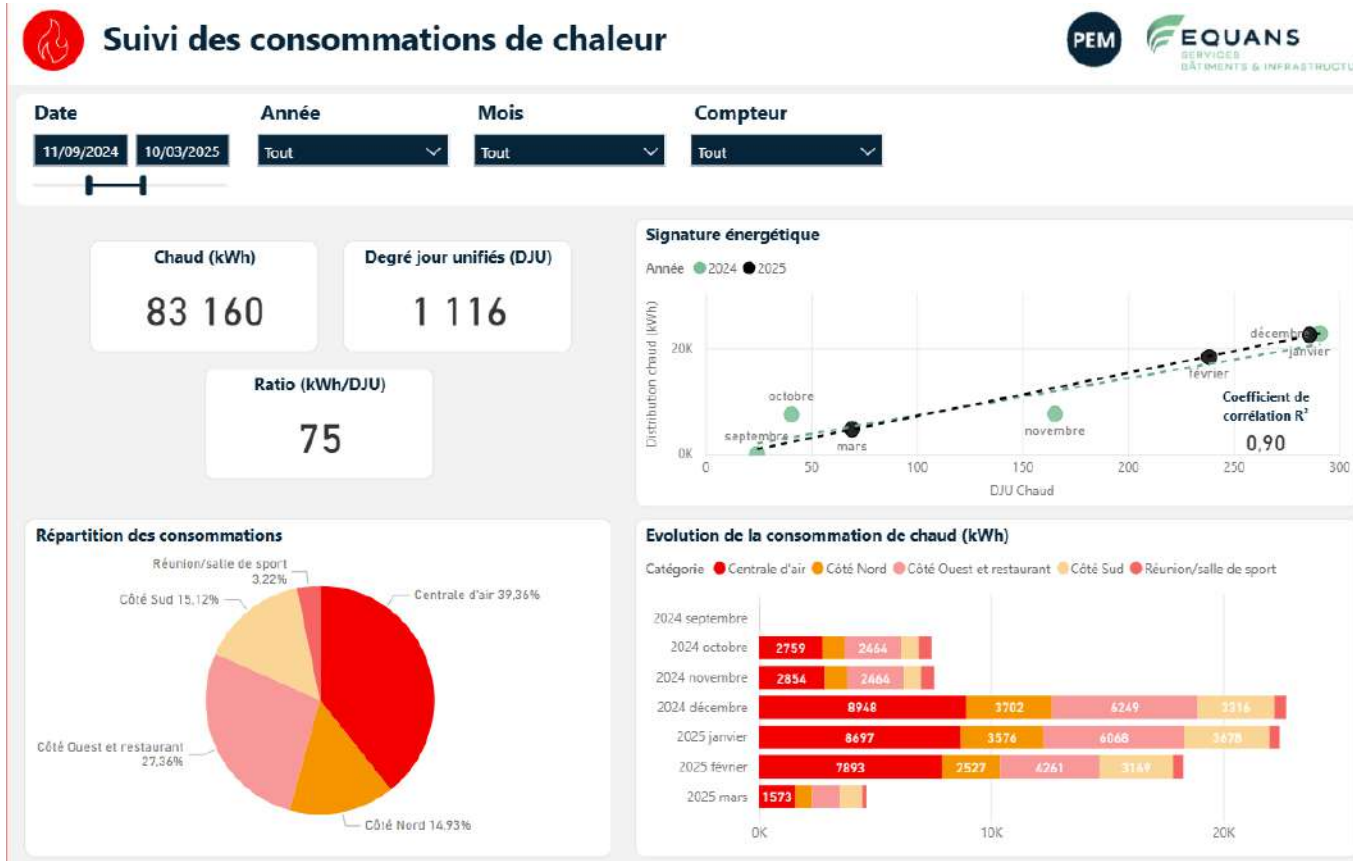 Suivi des consommations de chaleur
PEM
EQUANS
SERVICES
BÂTIMENTS & INFRASTRUCTU
Date
Année
Mois
Compteur
11/09/2024
10/03/2025
Tout
Tout
Tout
Chaud (kWh)
83 160
Degré jour unifiés (DJU)
1 116
Ratio (kWh/DJU)
75
Signature énergétique
Année 2024 2025
Distribution chaud (kWh)
20K
0K
décembre
janvier
février
octobre
novembre
septembre
mars
Coefficient de
corrélation R²
0,90
0 50 100 150 200 250 300
DJU Chaud
Répartition des consommations
Réunion/salle de sport
3,22%
Côté Sud 15,12%
Centrale d'air 39,36%
Côté Ouest et restaurant
27,36%
Côté Nord 14,93%
Evolution de la consommation de chaud (kWh)
Catégorie Centrale d'air Côté Nord Côté Ouest et restaurant Côté Sud Réunion/salle de sport
2024 septembre
2024 octobre 2759 2464
2024 novembre 2854 2464
2024 décembre 8948 3702 6249 3316
2025 janvier 8697 3576 6068 3678
2025 février 7893 2527 4261 3169
2025 mars 1573
0K 10K 20K